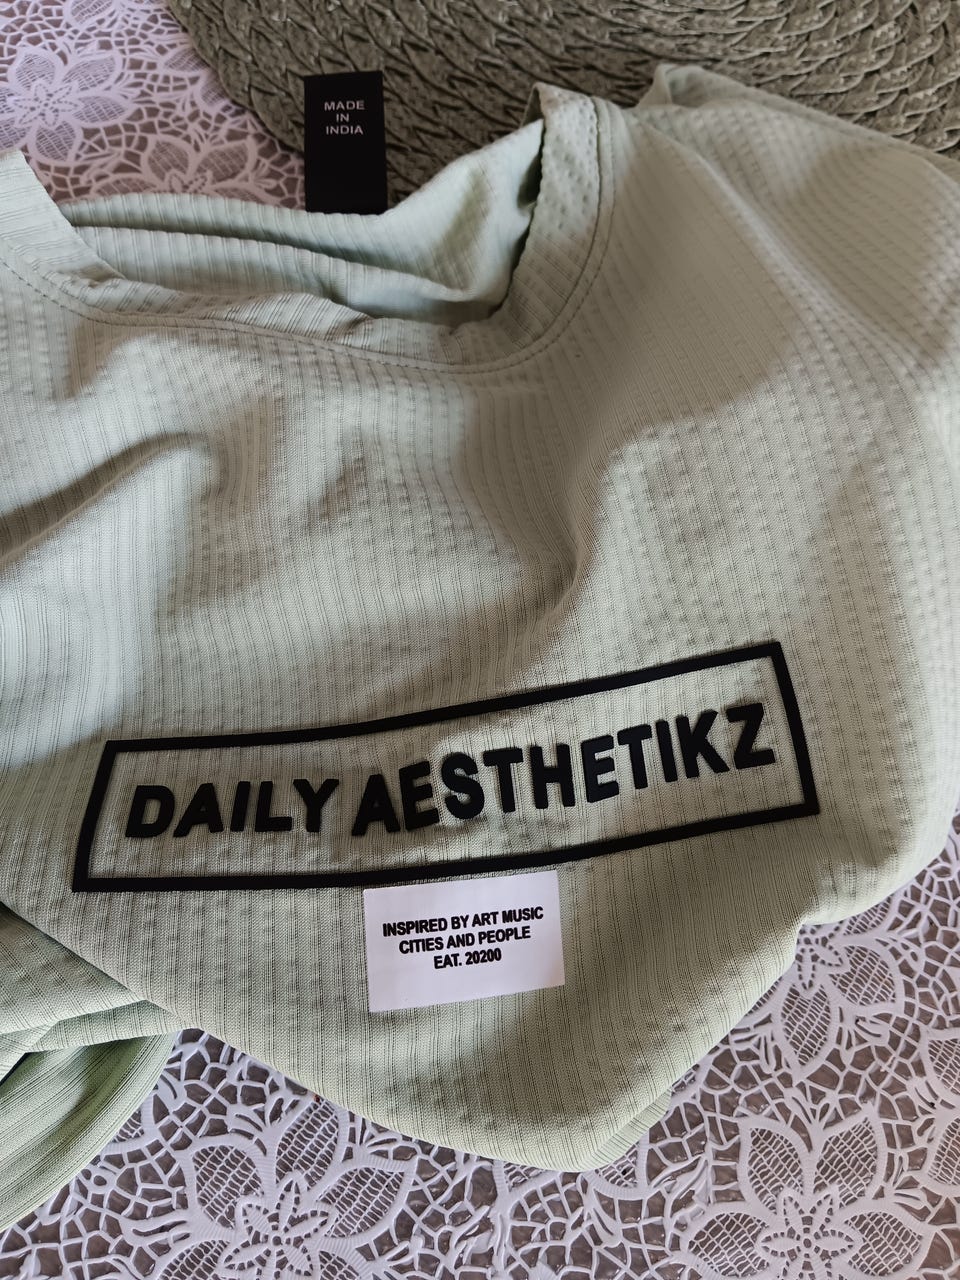 MADE
IN
INDIA
DAILY AESTHETIKZ
INSPIRED BY ART MUSIC
CITIES AND PEOPLE
EAT. 20200